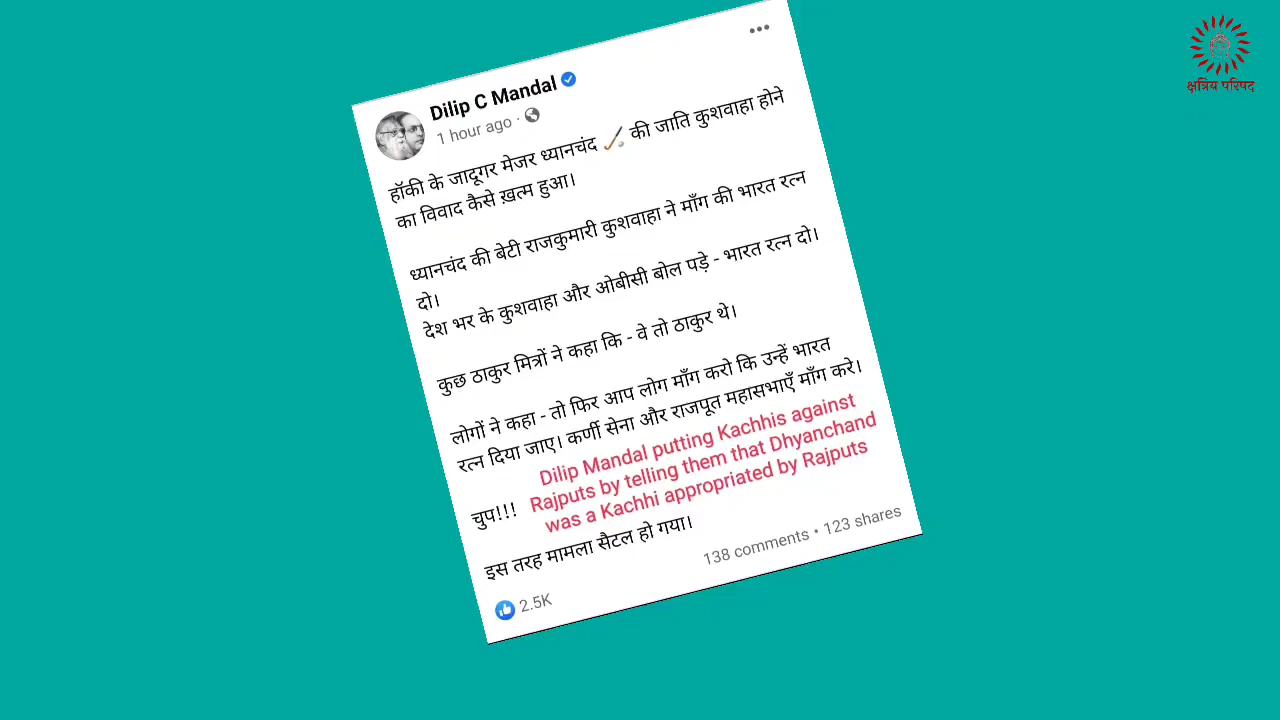 क्षत्रिय परिषद
Dilip C Mandal
1 hour ago ·
हॉकी के जादूगर मेजर ध्यानचंद 🏑 की जाति कुशवाहा होने
का विवाद कैसे ख़त्म हुआ।
ध्यानचंद की बेटी राजकुमारी कुशवाहा ने माँग की भारत रत्न
दो।
देश भर के कुशवाहा और ओबीसी बोल पड़े - भारत रत्न दो।
कुछ ठाकुर मित्रों ने कहा कि - वे तो ठाकुर थे।
लोगों ने कहा - तो फिर आप लोग माँग करो कि उन्हें भारत
रत्न दिया जाए। कर्णी सेना और राजपूत महासभाएँ माँग करे।
Dilip Mandal putting Kachhis against
Rajputs by telling them that Dhyanchand
was a Kachhi appropriated by Rajputs
चुप!!!
इस तरह मामला सैटल हो गया।
138 comments • 123 shares
2.5K